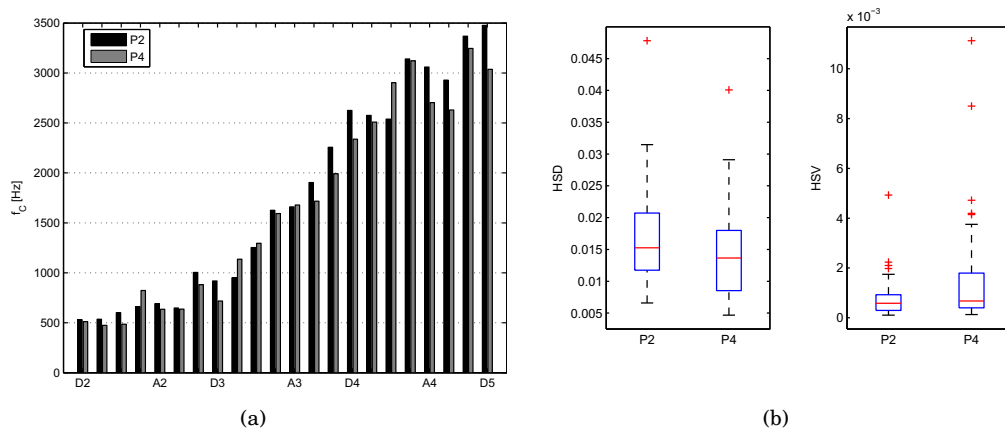 3500
3000
2500
2000
1500
1000
500
0
f_C [Hz]
P2
P4
D2 A2 D3 A3 D4 A4 D5
(a)
0.045
0.04
0.035
0.03
0.025
0.02
0.015
0.01
0.005
HSD
P2 P4
x 10^-3
10
8
6
4
2
0
HSV
P2 P4
(b)